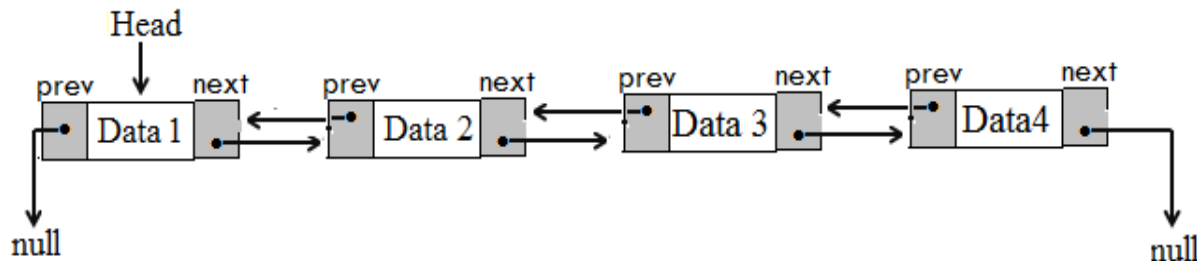 Head
prev next prev next prev next prev next
Data 1 Data 2 Data 3 Data4
null null